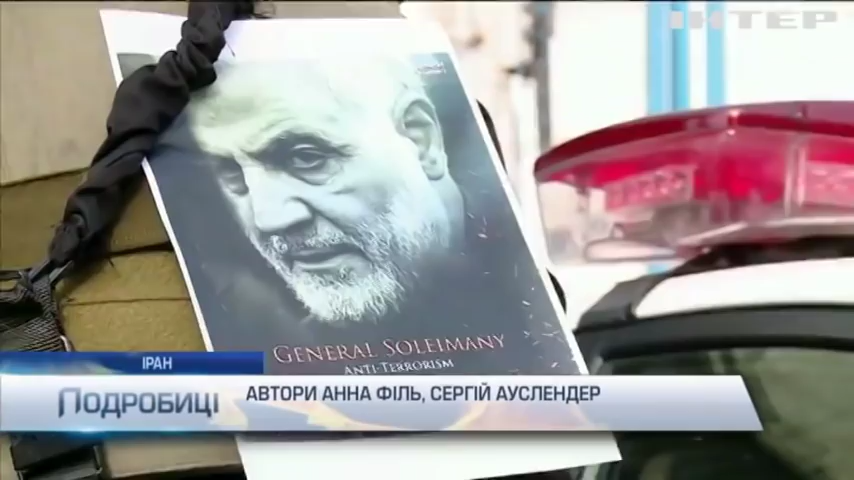 ІНТЕР
GENERAL SOLEIMANY
ANTI-TERRORISM
ІРАН
ПОДРОБИЦІ
АВТОРИ АННА ФІЛЬ, СЕРГІЙ АУСЛЕНДЕР